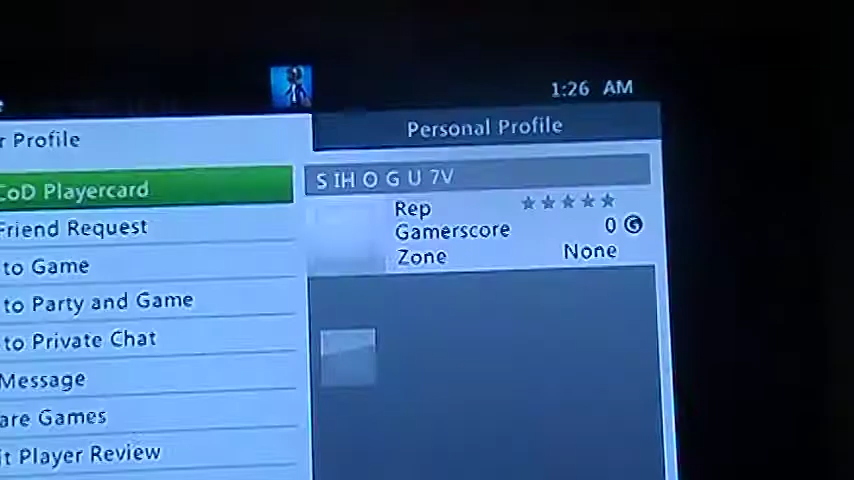 1:26 AM
r Profile
Personal Profile
CoD Playercard
S IH O G U 7V
Friend Request
Rep
Gamerscore 0 G
Zone None
to Game
to Party and Game
to Private Chat
Message
are Games
it Player Review